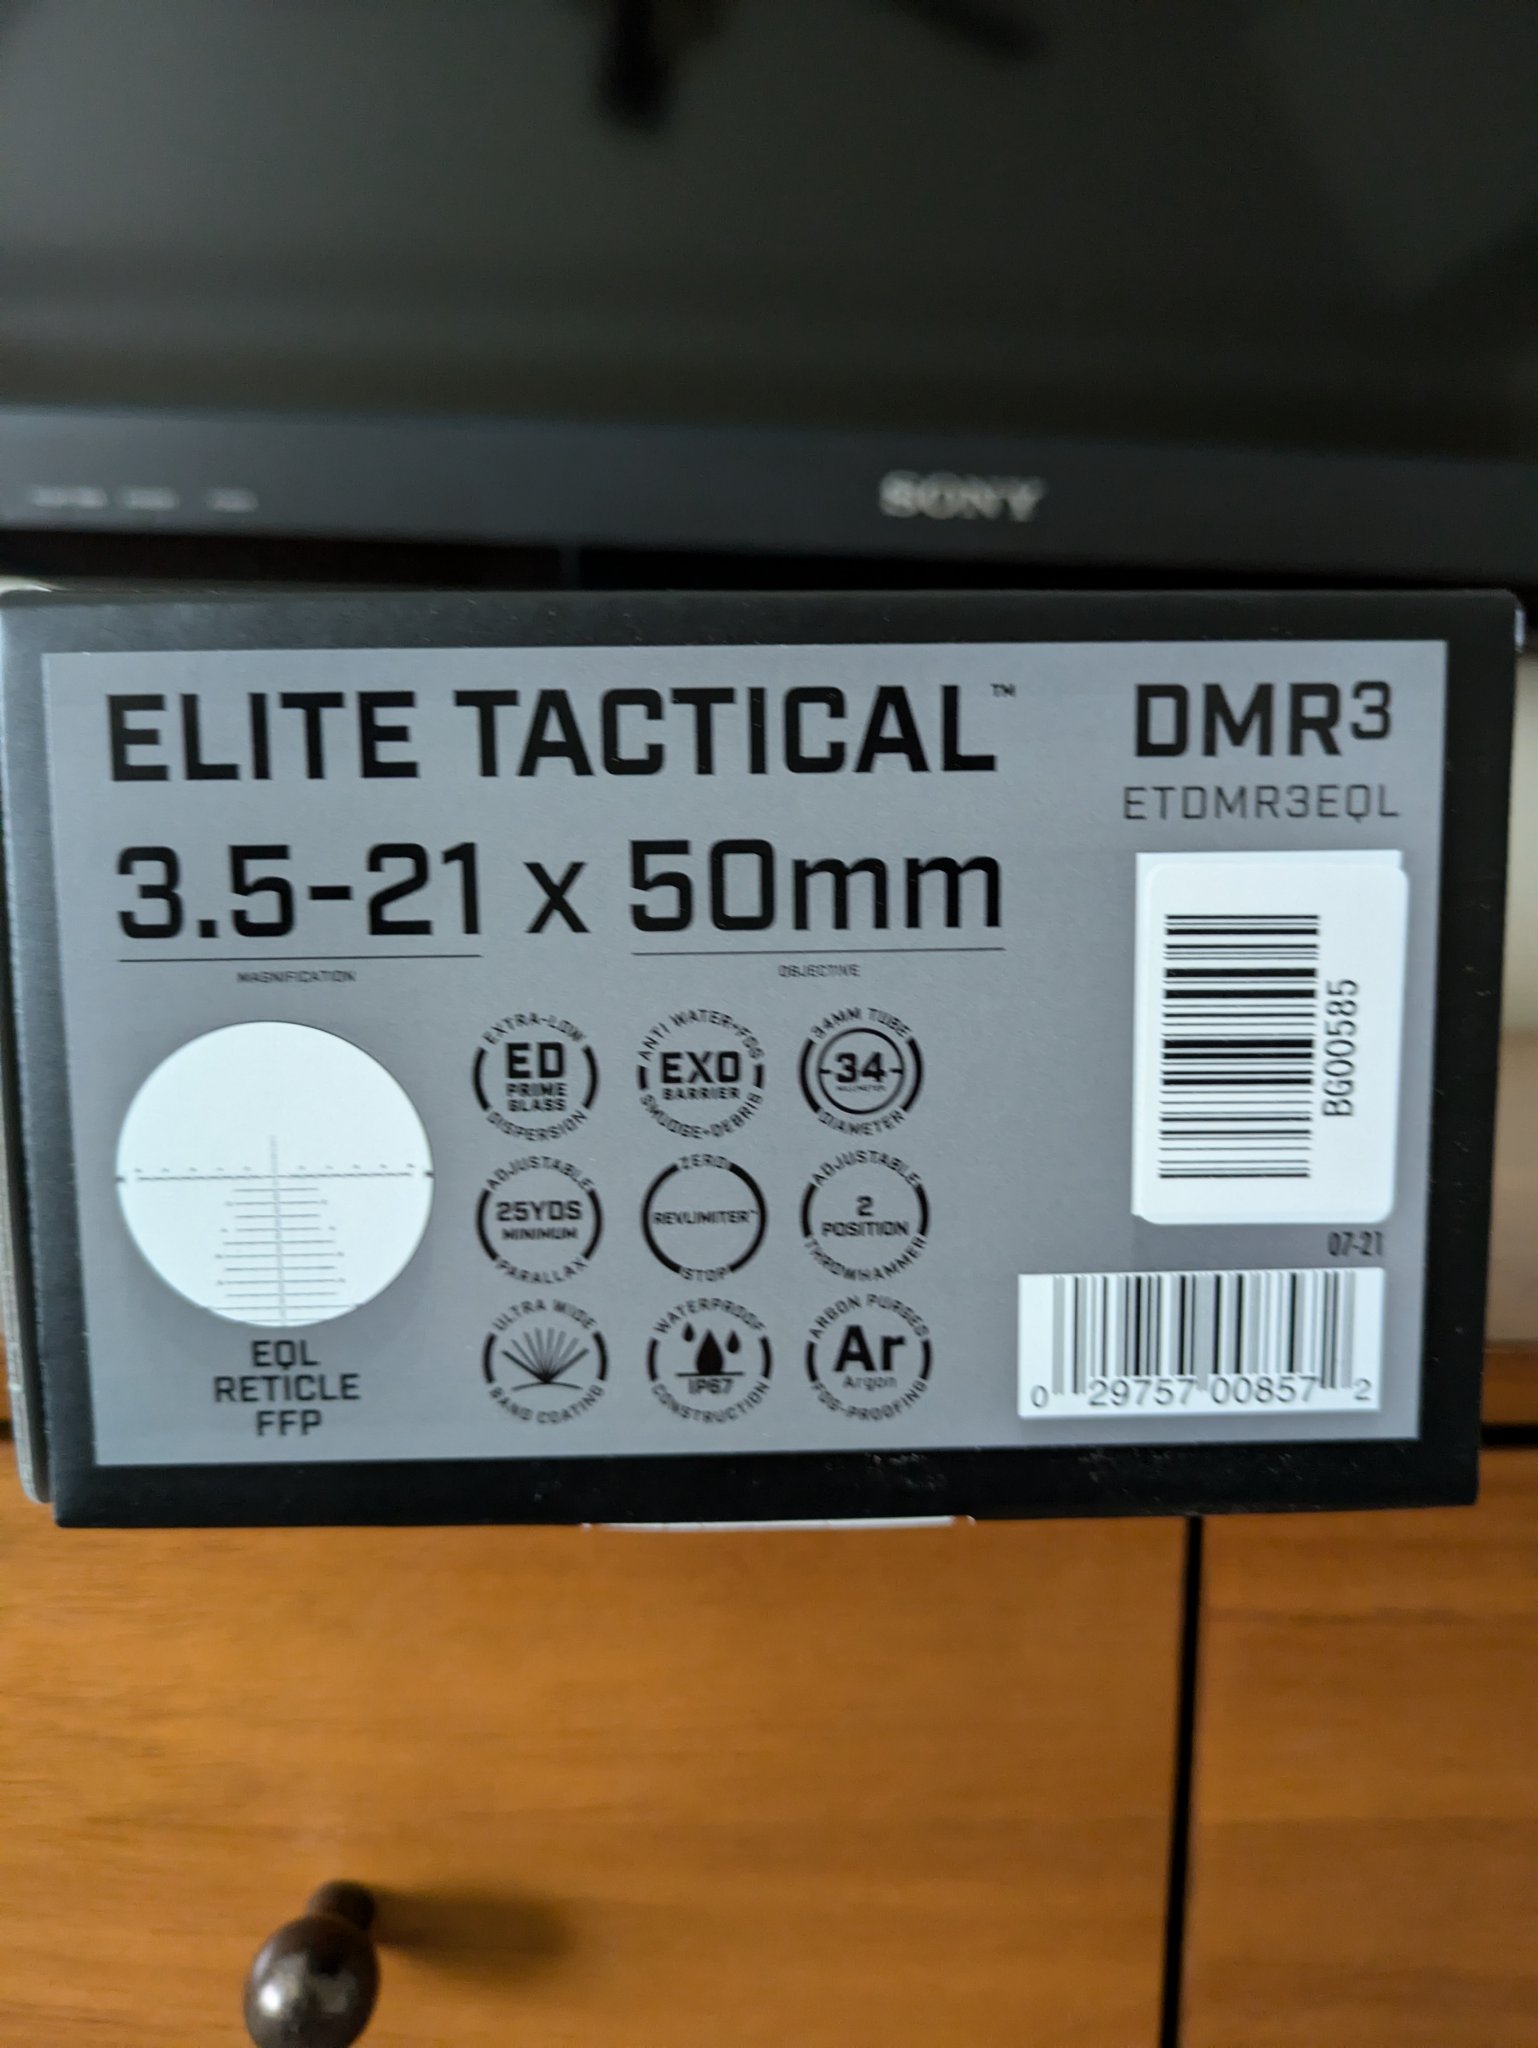 SONY
ELITE TACTICAL™
DMR3
ETDMR3EQL
3.5-21 x 50mm
MAGNIFICATION
OBJECTIVE
EXTRA-LOW
ED
PRIME
GLASS
DISPERSION
ANTI WATER•FOG
EXO
BARRIER
SMUDGE•DEBRIS
34MM TUBE
-34-
MILLIMETER
DIAMETER
BG00585
ADJUSTABLE
25YDS
MINIMUM
PARALLAX
ZERO
REVLIMITER™
STOP
ADJUSTABLE
2
POSITION
THROWHAMMER
07-21
ULTRA WIDE
BAND COATING
WATERPROOF
IP67
CONSTRUCTION
ARGON PURGED
Ar
Argon
FOG-PROOFING
0 29757 00857 2
EQL
RETICLE
FFP